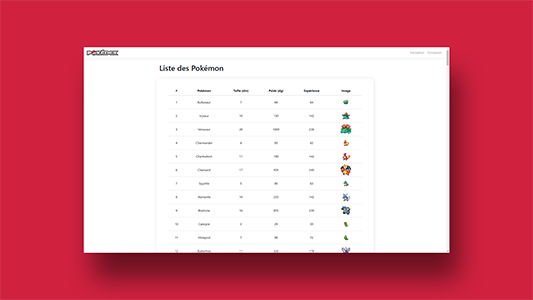 POKÉDEX
Liste des Pokémon
# Pokémon Taille (dm) Poids (dg) Expérience Image
1 Bulbasaur 7 69 64
2 Ivysaur 10 130 142
3 Venusaur 20 1000 236
4 Charmander 6 85 62
5 Charmeleon 11 190 142
6 Charizard 17 905 240
7 Squirtle 5 90 63
8 Wartortle 10 225 142
9 Blastoise 16 855 239
10 Caterpie 3 29 39
11 Metapod 7 99 72
12 Butterfree 11 320 178